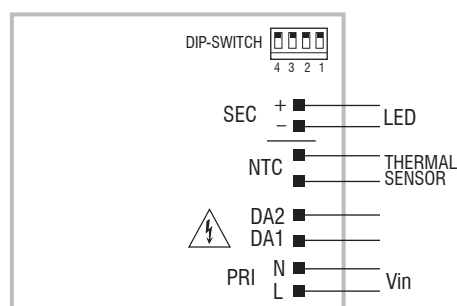 DIP-SWITCH
4 3 2 1
SEC + LED
−
NTC THERMAL
SENSOR
DA2
DA1
PRI N Vin
L